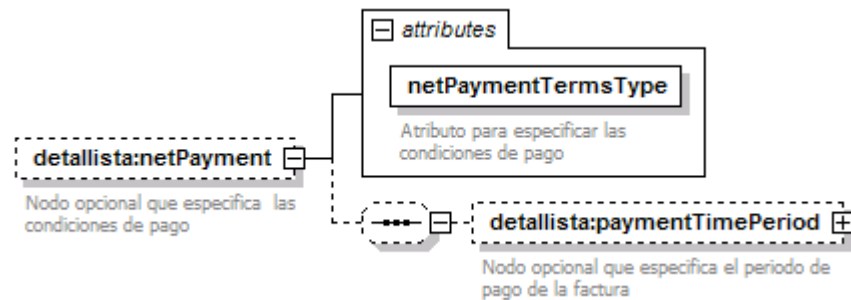 attributes
netPaymentTermsType
Atributo para especificar las
condiciones de pago
detallista:netPayment
Nodo opcional que especifica las
condiciones de pago
detallista:paymentTimePeriod
Nodo opcional que especifica el periodo de
pago de la factura